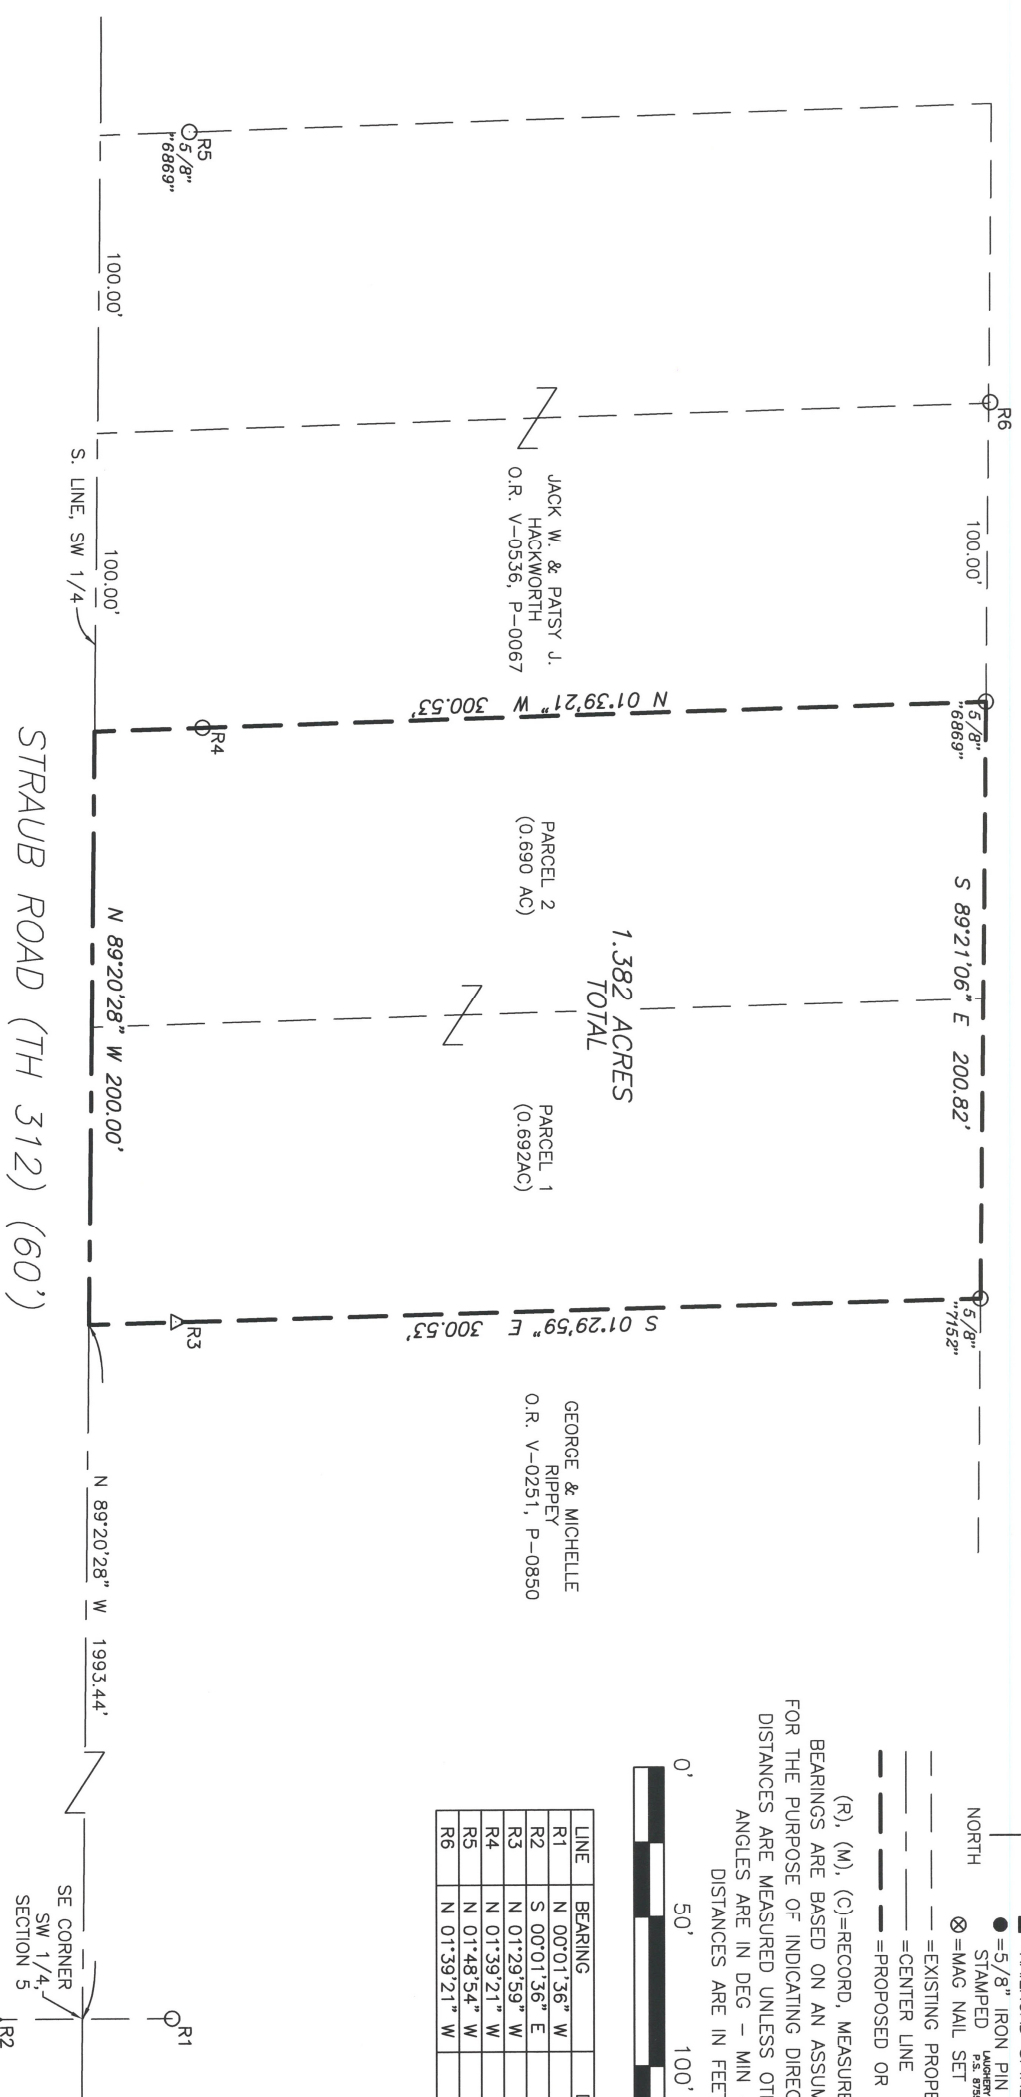 NORTH
=5/8" IRON PIN
STAMPED
LAUGHERY
=MAG NAIL SET
=EXISTING
=CENTER LINE
=PROPOSED OR
(R), (M), (C)=RECORD,
BEARINGS ARE BASED ON AN
FOR THE PURPOSE OF INDICATING
DISTANCES ARE MEASURED UNLESS
ANGLES ARE IN DEG – MIN
DISTANCES ARE IN
0' 50' 100'
LINE BEARING
R1 N 00°01'36" W
R2 S 00°01'36" E
R3 N 01°29'59" W
R4 N 01°39'21" W
R5 N 01°48'54" W
R6 N 01°39'21" W
R6
100.00'
5/8"
"6869"
S 89°21'06" E 200.82'
5/8"
"7152"
JACK W. & PATSY J.
HACKWORTH
O.R. V–0536, P–0067
N 01°39'21" W 300.53'
1.382 ACRES
TOTAL
PARCEL 2
(0.690 AC)
PARCEL 1
(0.692AC)
S 01°29'59" E 300.53'
GEORGE & MICHELLE
RIPPEY
O.R. V–0251, P–0850
R5
5/8"
"6869"
R4
R3
R1
100.00'
100.00'
N 89°20'28" W 200.00'
N 89°20'28" W 1993.44'
S. LINE, SW 1/4
SE CORNER
SW 1/4,
SECTION 5
R2
STRAUB ROAD (TH 312) (60')